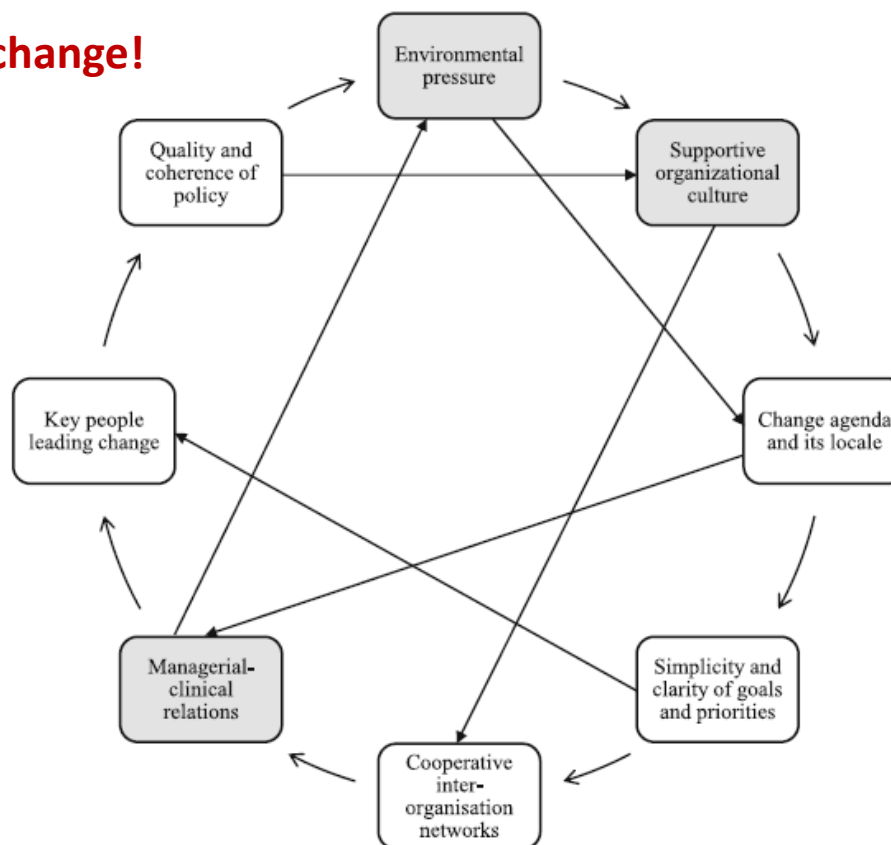 change!
Environmental
pressure
Supportive
organizational
culture
Change agenda
and its locale
Simplicity and
clarity of goals
and priorities
Cooperative
inter-
organisation
networks
Managerial-
clinical
relations
Key people
leading change
Quality and
coherence of
policy